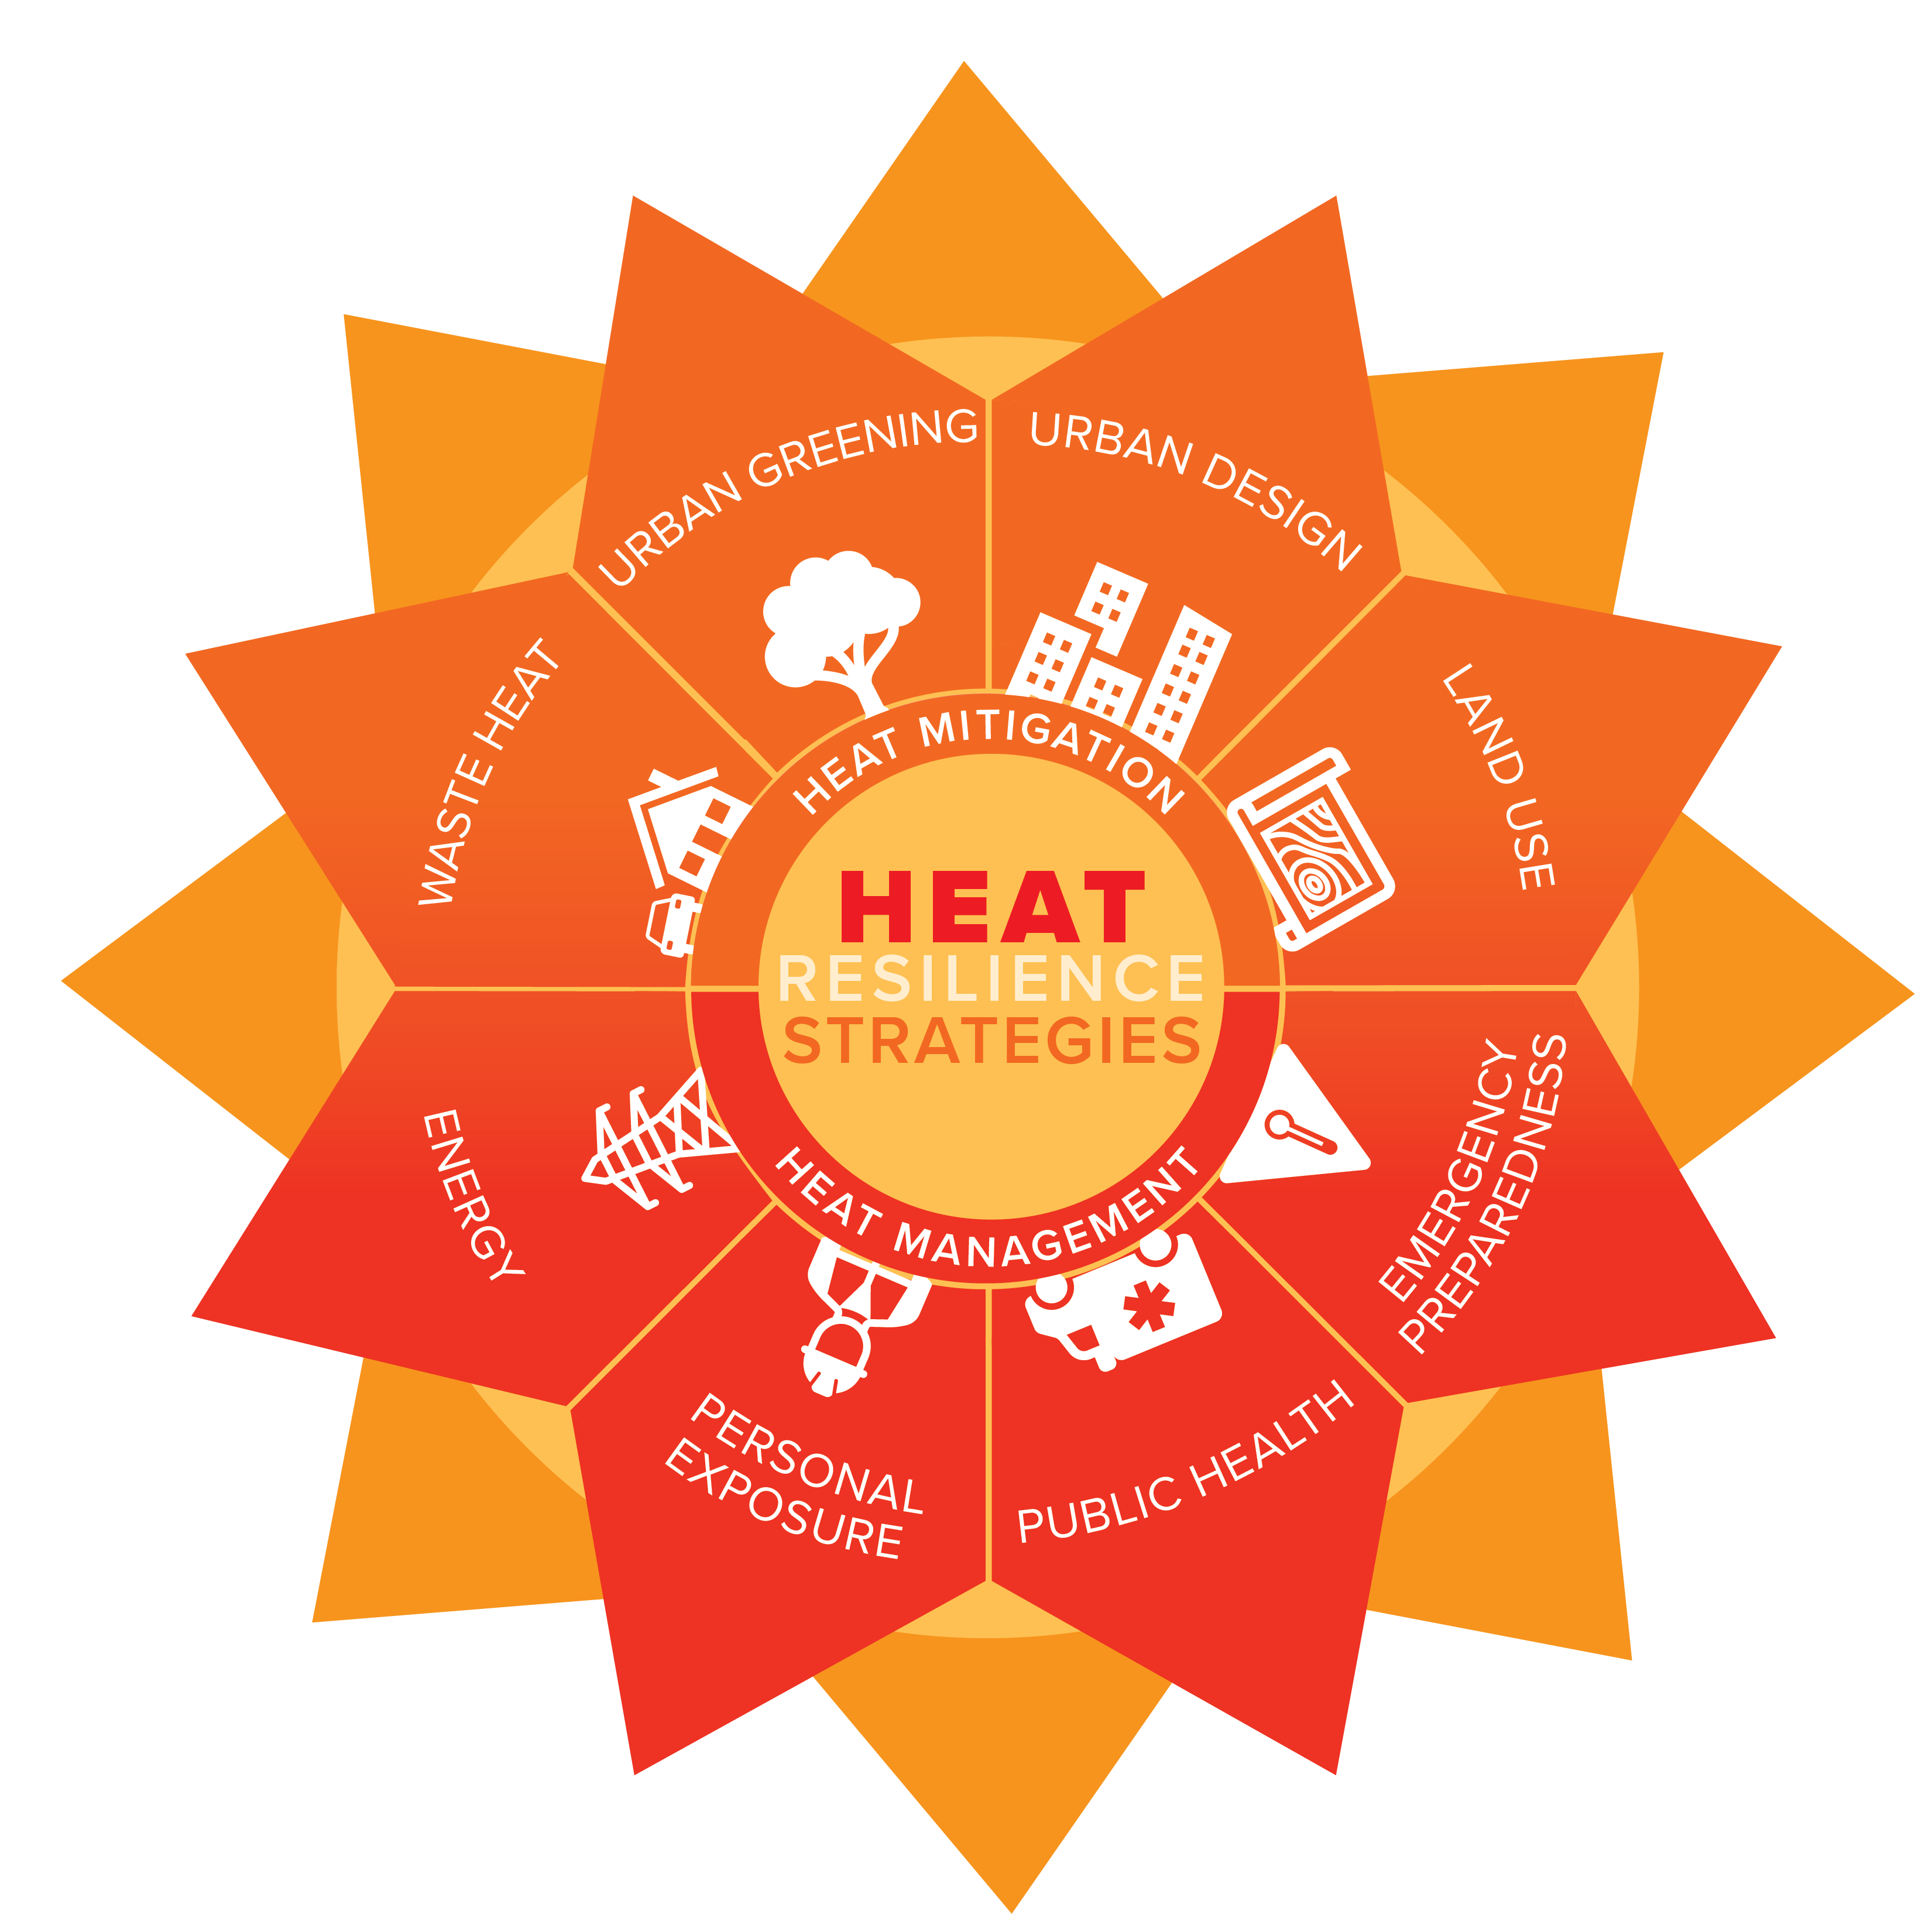 HEAT
RESILIENCE
STRATEGIES
HEAT MITIGATION
URBAN GREENING
URBAN DESIGN
LAND USE
WASTE HEAT
HEAT MANAGEMENT
EMERGENCY
PREPAREDNESS
PUBLIC HEALTH
PERSONAL
EXPOSURE
ENERGY